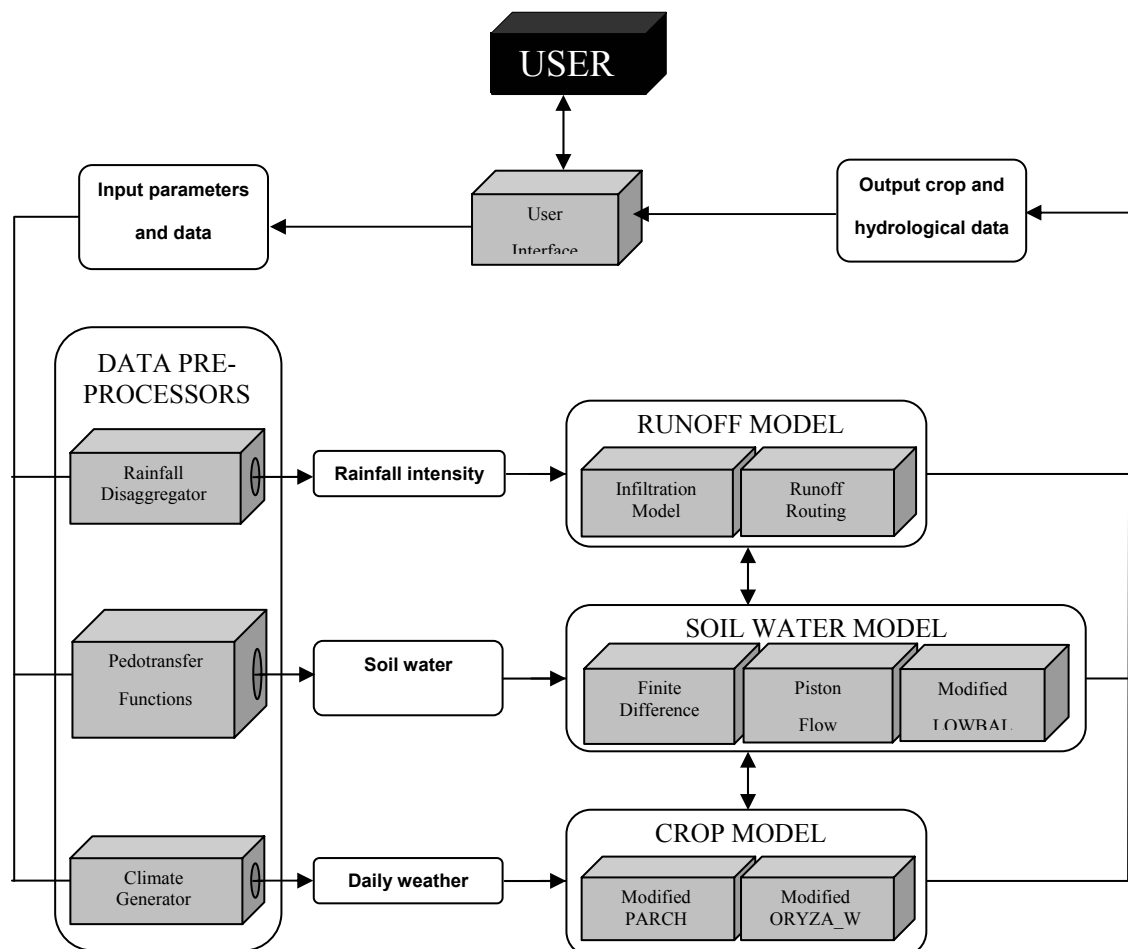 USER
Input parameters
and data
User
Interface
Output crop and
hydrological data
DATA PRE-
PROCESSORS
Rainfall
Disaggregator
Rainfall intensity
RUNOFF MODEL
Infiltration
Model
Runoff
Routing
Pedotransfer
Functions
Soil water
SOIL WATER MODEL
Finite
Difference
Piston
Flow
Modified
LOWBAL
Climate
Generator
Daily weather
CROP MODEL
Modified
PARCH
Modified
ORYZA_W